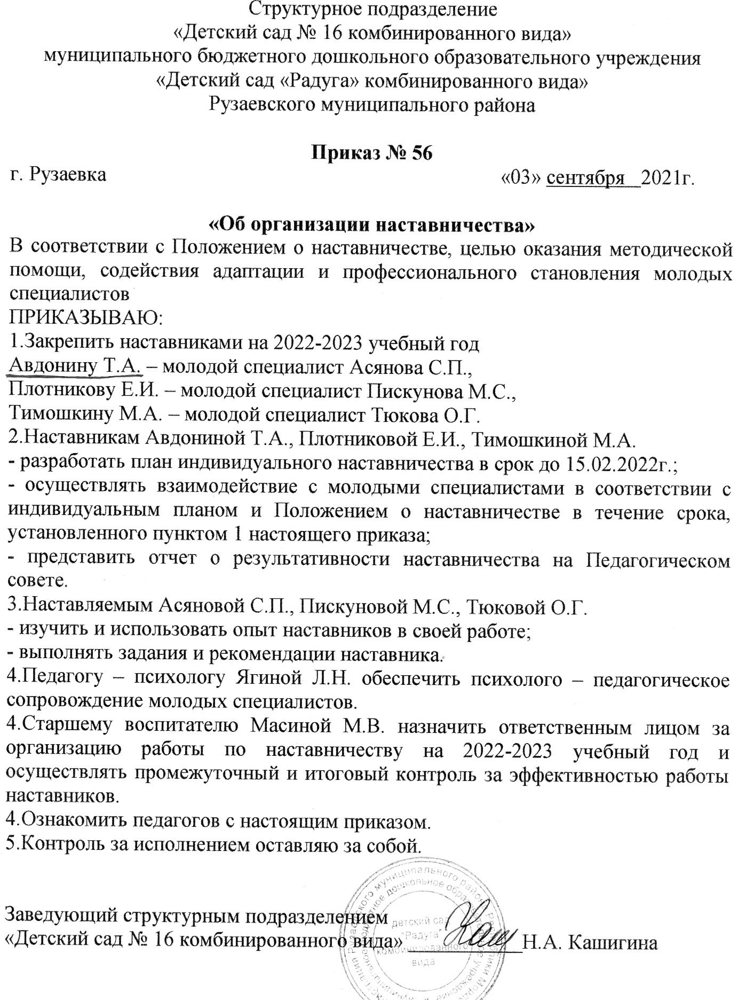 Структурное подразделение
«Детский сад № 16 комбинированного вида»
муниципального бюджетного дошкольного образовательного учреждения
«Детский сад «Радуга» комбинированного вида»
Рузаевского муниципального района
Приказ № 56
г. Рузаевка «03» сентября 2021г.
«Об организации наставничества»
В соответствии с Положением о наставничестве, целью оказания методической
помощи, содействия адаптации и профессионального становления молодых
специалистов
ПРИКАЗЫВАЮ:
1.Закрепить наставниками на 2022-2023 учебный год
Авдонину Т.А. – молодой специалист Асянова С.П.,
Плотникову Е.И. – молодой специалист Пискунова М.С.,
Тимошкину М.А. – молодой специалист Тюкова О.Г.
2.Наставникам Авдониной Т.А., Плотниковой Е.И., Тимошкиной М.А.
- разработать план индивидуального наставничества в срок до 15.02.2022г.;
- осуществлять взаимодействие с молодыми специалистами в соответствии с
индивидуальным планом и Положением о наставничестве в течение срока,
установленного пунктом 1 настоящего приказа;
- представить отчет о результативности наставничества на Педагогическом
совете.
3.Наставляемым Асяновой С.П., Пискуновой М.С., Тюковой О.Г.
- изучить и использовать опыт наставников в своей работе;
- выполнять задания и рекомендации наставника.
4.Педагогу – психологу Ягиной Л.Н. обеспечить психолого – педагогическое
сопровождение молодых специалистов.
4.Старшему воспитателю Масиной М.В. назначить ответственным лицом за
организацию работы по наставничеству на 2022-2023 учебный год и
осуществлять промежуточный и итоговый контроль за эффективностью работы
наставников.
4.Ознакомить педагогов с настоящим приказом.
5.Контроль за исполнением оставляю за собой.
Заведующий структурным подразделением
«Детский сад № 16 комбинированного вида» Н.А. Кашигина
детский сад
"Радуга"
комбинированного
вида